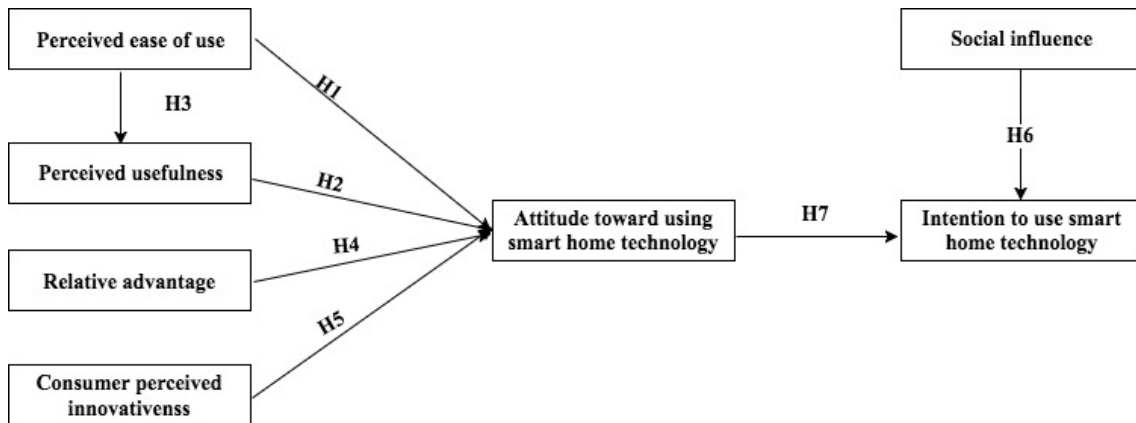 Perceived ease of use
Social influence
H1
H3
H6
Perceived usefulness
H2
Attitude toward using
smart home technology
H7
Intention to use smart
home technology
H4
Relative advantage
H5
Consumer perceived
innovativenss